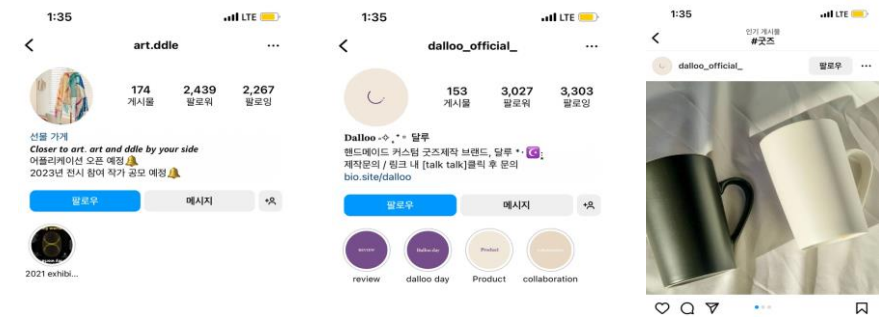 1:35
LTE
art.ddle
174
2,439
2,267
게시물
팔로워
팔로잉
선물 가게
Closer to art. art and ddle by your side
어플리케이션 오픈 예정
2023년 전시 참여 작가 공모 예정
팔로우
메시지
2021 exhibi...
1:35
LTE
dalloo_official_
153
3,027
3,303
게시물
팔로워
팔로잉
Dalloo 달루
핸드메이드 커스텀 굿즈제작 브랜드, 달루
제작문의 / 링크 내 [talk talk]클릭 후 문의
bio.site/dalloo
팔로우
메시지
REVIEW
Dalloo day
Product
review
dalloo day
Product
collaboration
1:35
LTE
인기 게시물
#굿즈
dalloo_official_
팔로우